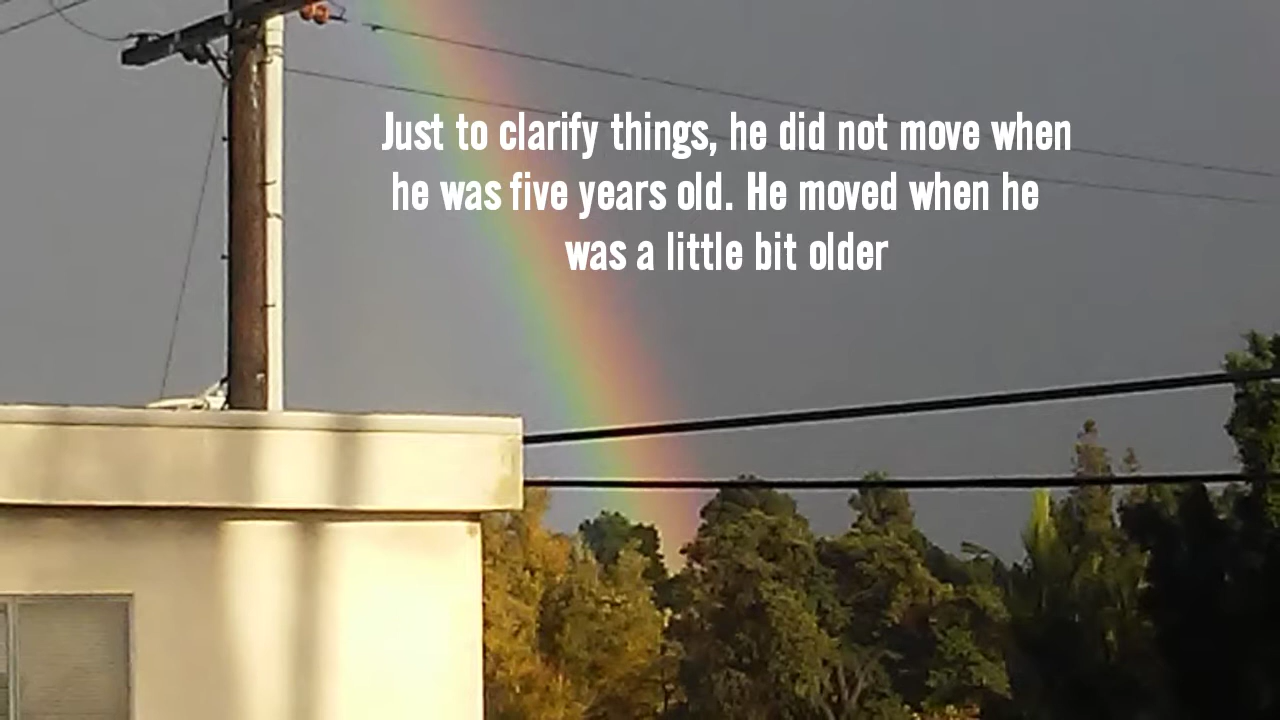 Just to clarify things, he did not move when
he was five years old. He moved when he
was a little bit older